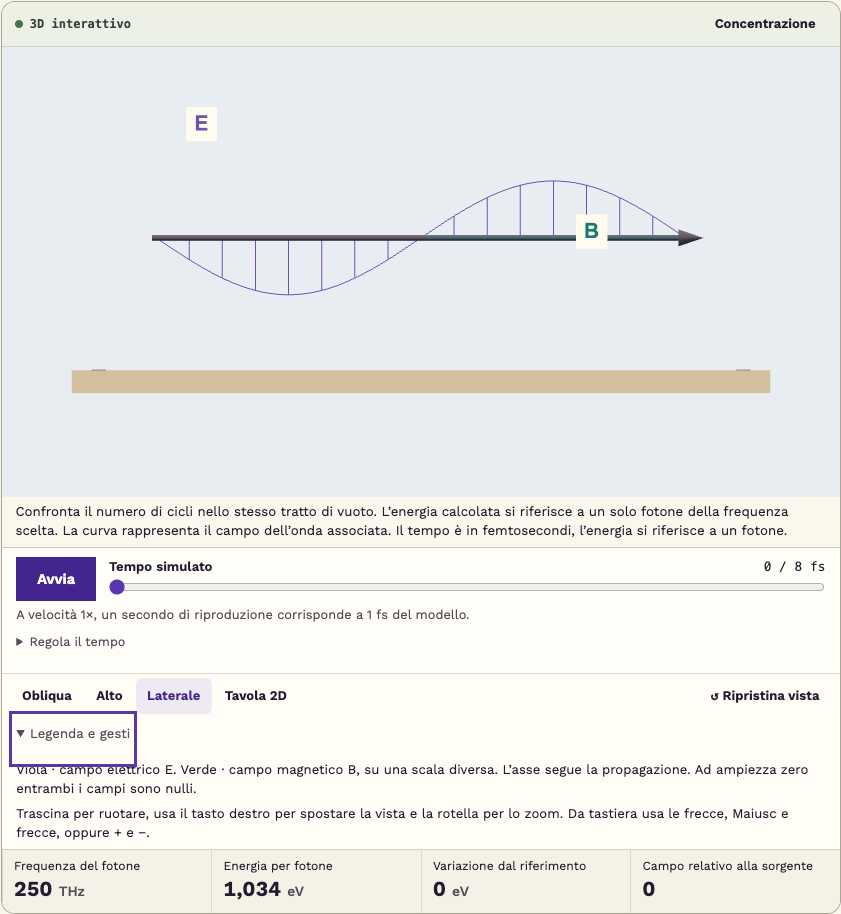 3D interattivo
Concentrazione
E
B
Confronta il numero di cicli nello stesso tratto di vuoto. L’energia calcolata si riferisce a un solo fotone della frequenza
scelta. La curva rappresenta il campo dell’onda associata. Il tempo è in femtosecondi, l’energia si riferisce a un fotone.
Avvia
Tempo simulato
0 / 8 fs
A velocità 1×, un secondo di riproduzione corrisponde a 1 fs del modello.
▶ Regola il tempo
Obliqua Alto Laterale Tavola 2D
↺ Ripristina vista
▼ Legenda e gesti
Viola · campo elettrico E. Verde · campo magnetico B, su una scala diversa. L’asse segue la propagazione. Ad ampiezza zero
entrambi i campi sono nulli.
Trascina per ruotare, usa il tasto destro per spostare la vista e la rotella per lo zoom. Da tastiera usa le frecce, Maiusc e
frecce, oppure + e −.
Frequenza del fotone
250 THz
Energia per fotone
1,034 eV
Variazione dal riferimento
0 eV
Campo relativo alla sorgente
0